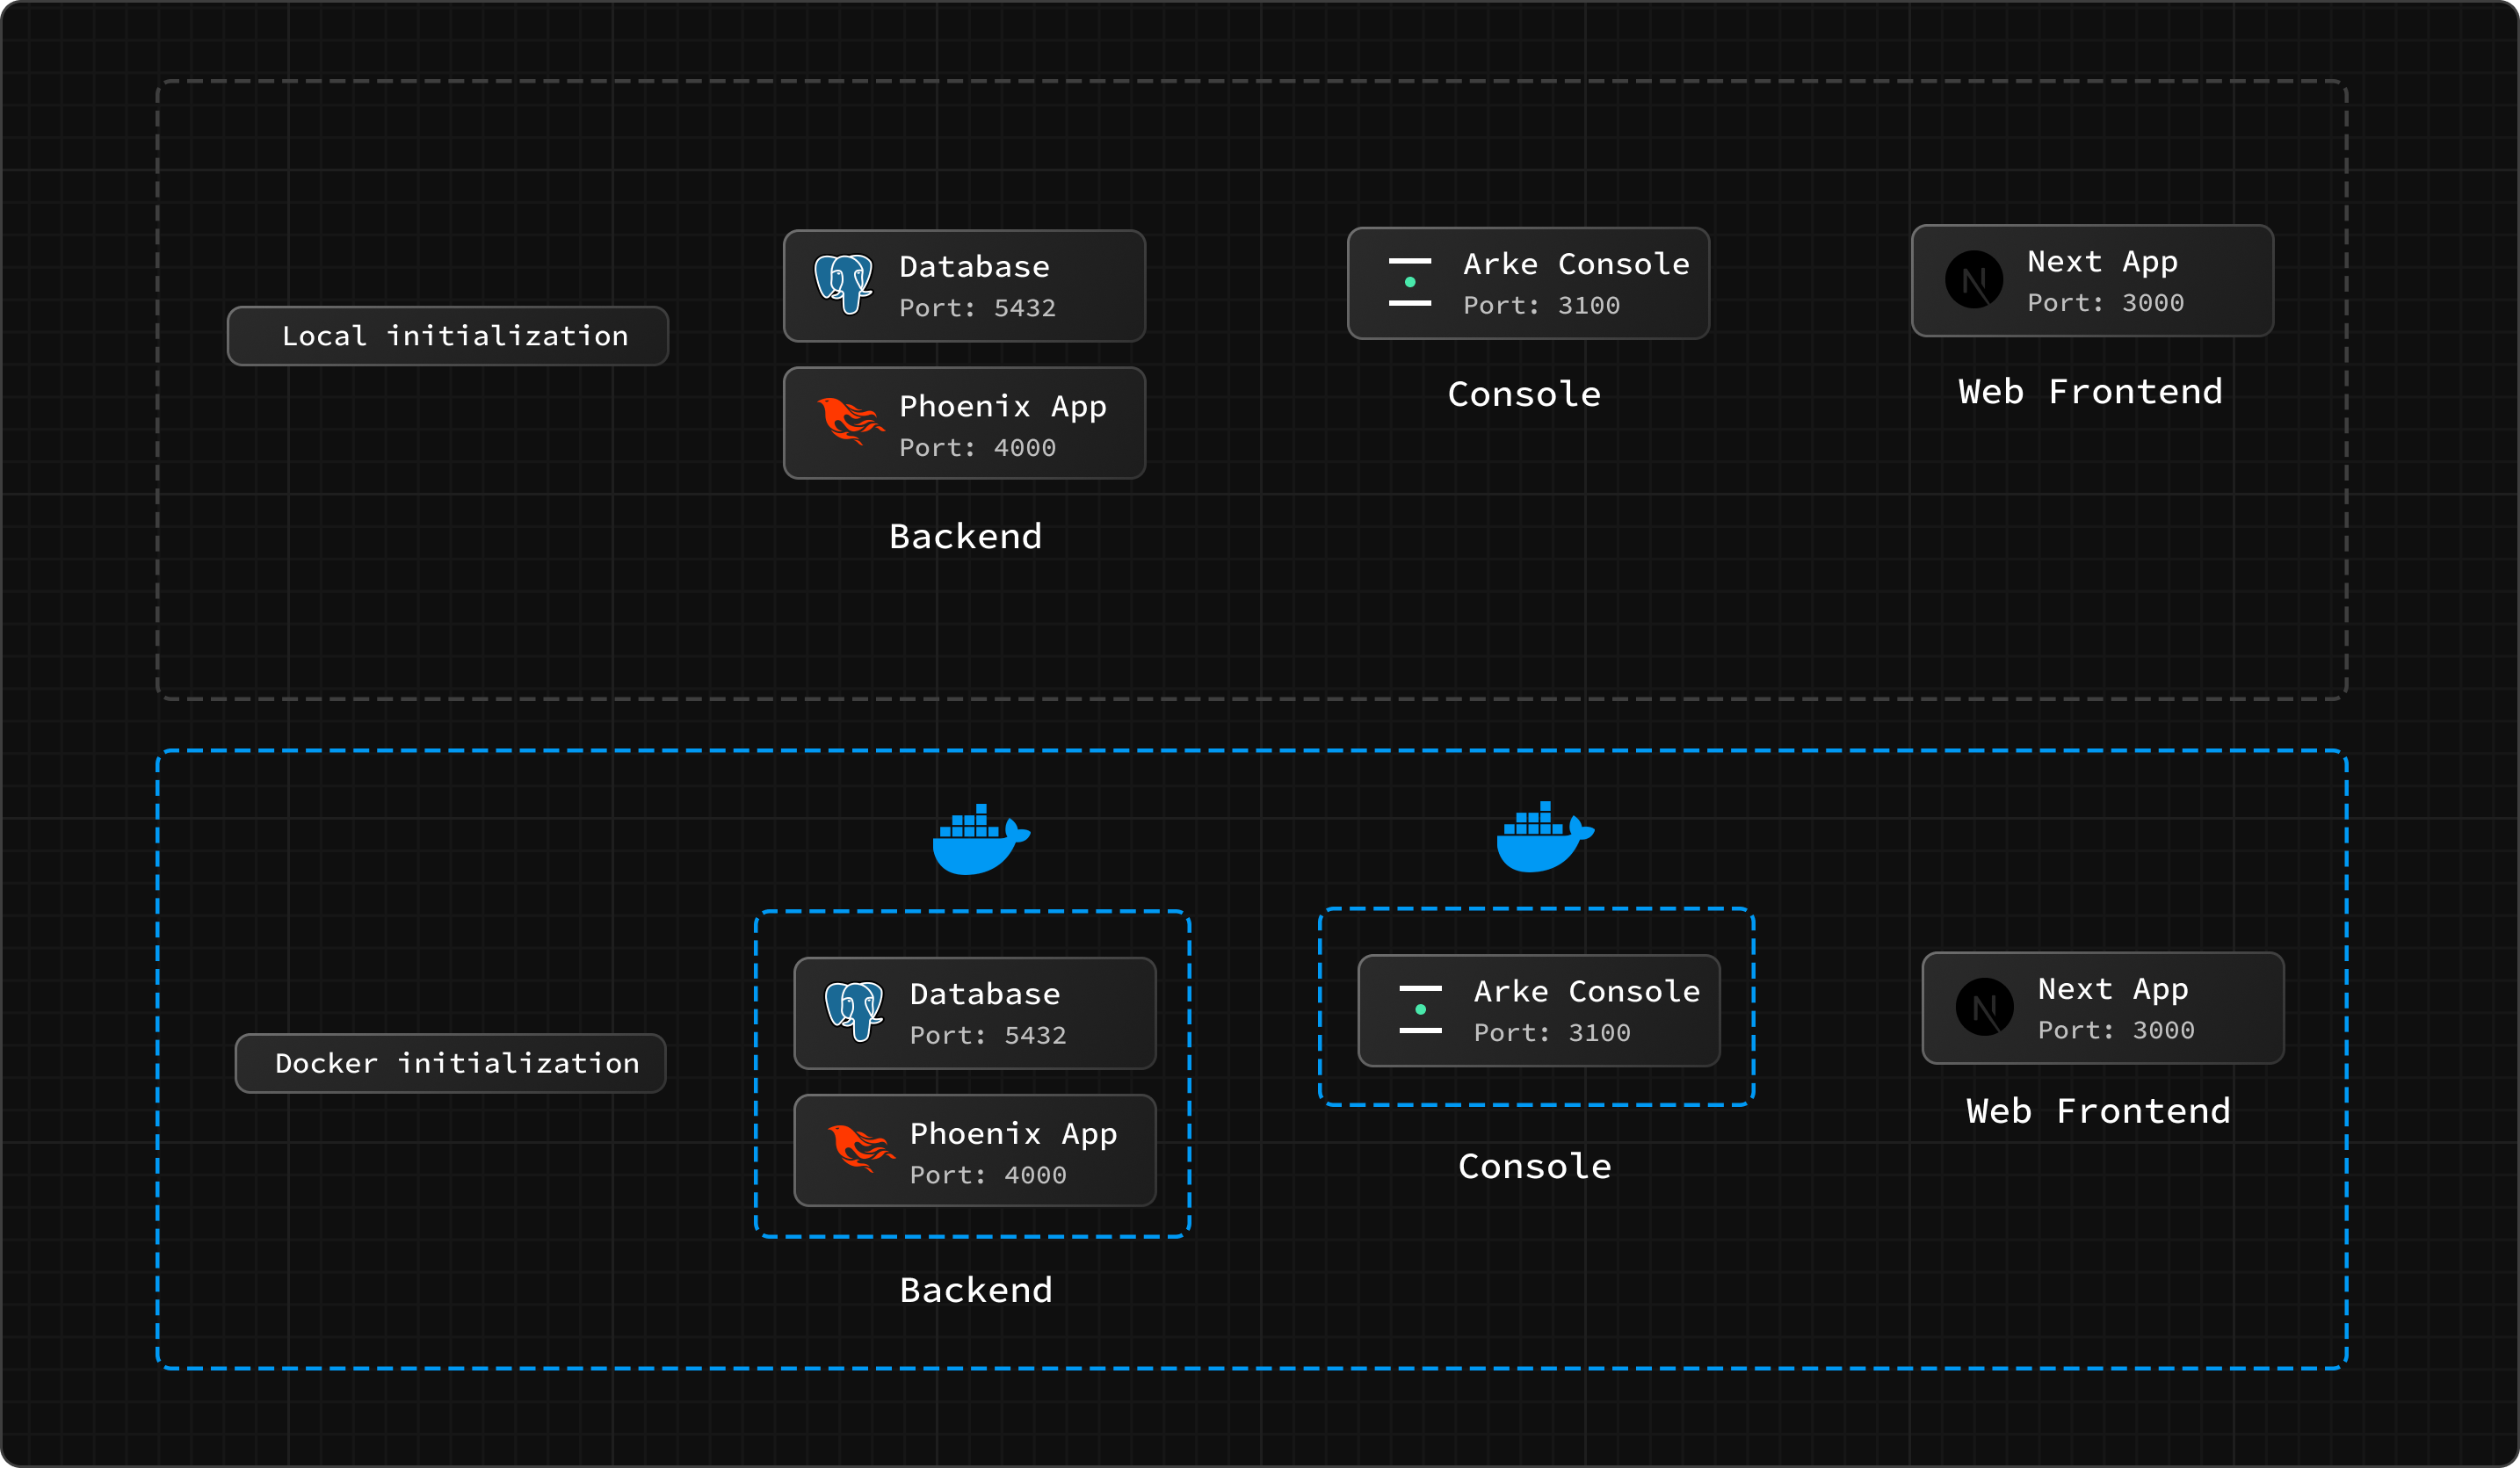 Local initialization
Database
Port: 5432
Phoenix App
Port: 4000
Backend
Arke Console
Port: 3100
Console
Next App
Port: 3000
Web Frontend
Docker initialization
Database
Port: 5432
Phoenix App
Port: 4000
Backend
Arke Console
Port: 3100
Console
Next App
Port: 3000
Web Frontend